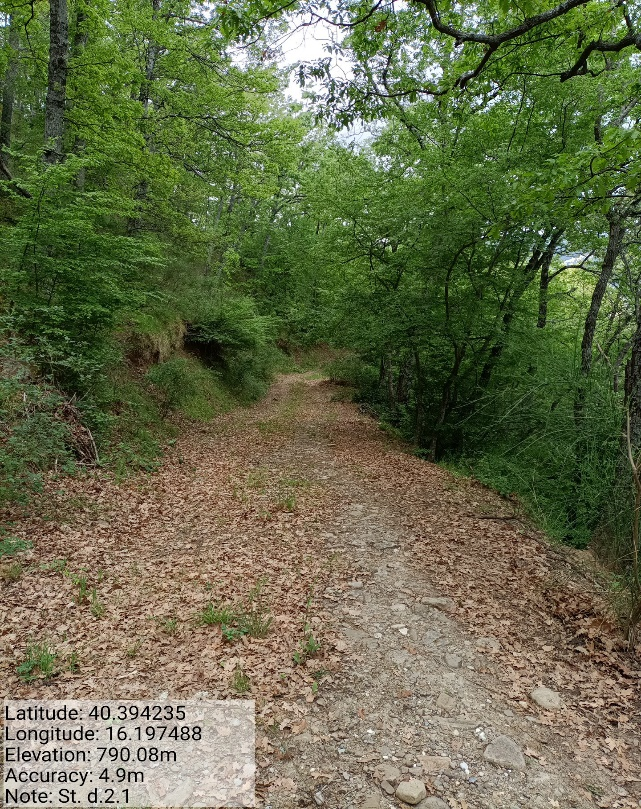 Latitude: 40.394235
Longitude: 16.197488
Elevation: 790.08m
Accuracy: 4.9m
Note: St. d.2.1